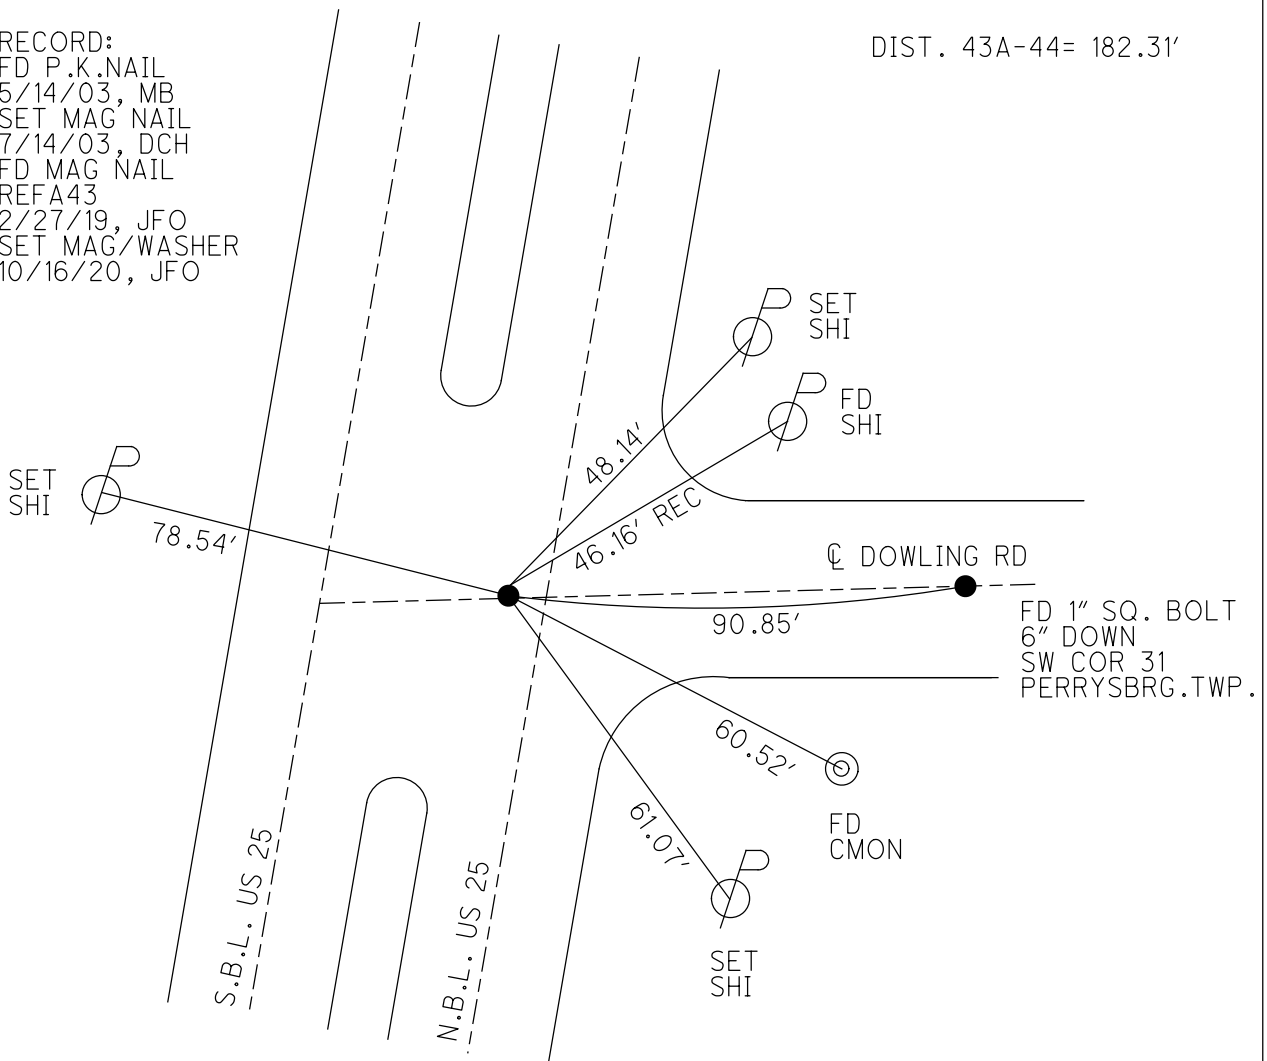 RECORD:
FD P.K.NAIL
5/14/03, MB
SET MAG NAIL
7/14/03, DCH
FD MAG NAIL
REFA43
2/27/19, JFO
SET MAG/WASHER
10/16/20, JFO
DIST. 43A-44= 182.31'
SET
SHI
FD
SHI
48.14'
46.16' REC
SET
SHI
78.54'
℄ DOWLING RD
90.85'
FD 1" SQ. BOLT
6" DOWN
SW COR 31
PERRYSBRG.TWP.
60.52'
61.07'
FD
CMON
S.B.L. US 25
N.B.L. US 25
SET
SHI